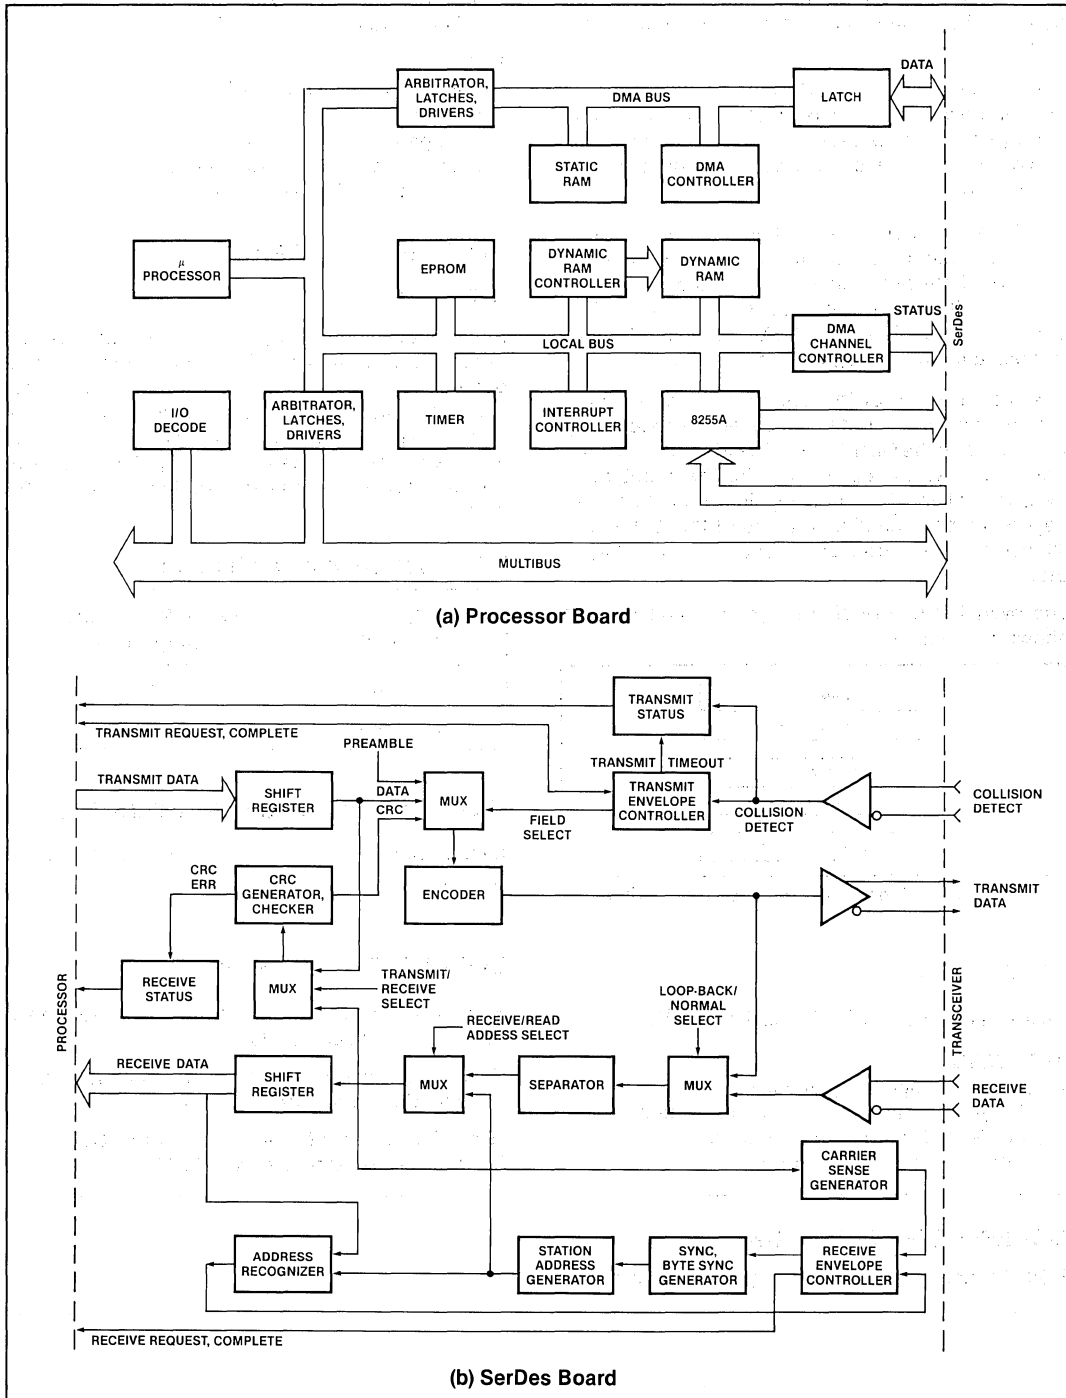 ARBITRATOR,
LATCHES,
DRIVERS
DMA BUS
LATCH
DATA
STATIC
RAM
DMA
CONTROLLER
μ
PROCESSOR
EPROM
DYNAMIC
RAM
CONTROLLER
DYNAMIC
RAM
STATUS
SerDes
LOCAL BUS
DMA
CHANNEL
CONTROLLER
I/O
DECODE
ARBITRATOR,
LATCHES,
DRIVERS
TIMER
INTERRUPT
CONTROLLER
8255A
MULTIBUS
(a) Processor Board
TRANSMIT
STATUS
TRANSMIT REQUEST, COMPLETE
PREAMBLE
TRANSMIT TIMEOUT
TRANSMIT DATA
SHIFT
REGISTER
DATA
CRC
MUX
FIELD
SELECT
TRANSMIT
ENVELOPE
CONTROLLER
COLLISION
DETECT
COLLISION
DETECT
CRC
ERR
CRC
GENERATOR,
CHECKER
ENCODER
TRANSMIT
DATA
PROCESSOR
RECEIVE
STATUS
MUX
TRANSMIT/
RECEIVE
SELECT
LOOP-BACK/
NORMAL
SELECT
TRANSCEIVER
RECEIVE/READ
ADDESS SELECT
RECEIVE DATA
SHIFT
REGISTER
MUX
SEPARATOR
MUX
RECEIVE
DATA
CARRIER
SENSE
GENERATOR
ADDRESS
RECOGNIZER
STATION
ADDRESS
GENERATOR
SYNC,
BYTE SYNC
GENERATOR
RECEIVE
ENVELOPE
CONTROLLER
RECEIVE REQUEST, COMPLETE
(b) SerDes Board